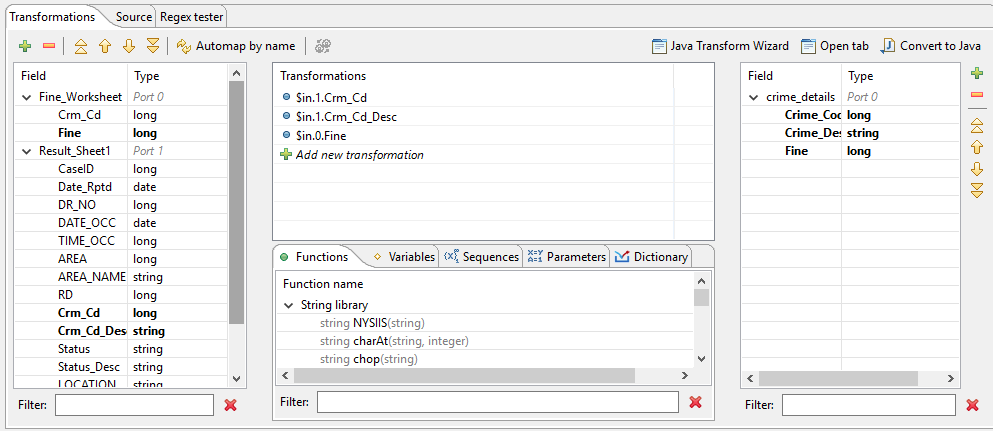 Transformations Source Regex tester
Automap by name Java Transform Wizard Open tab Convert to Java
Field Type
Fine_Worksheet Port 0
Crm_Cd long
Fine long
Result_Sheet1 Port 1
CaseID long
Date_Rptd date
DR_NO long
DATE_OCC date
TIME_OCC long
AREA long
AREA_NAME string
RD long
Crm_Cd long
Crm_Cd_Des string
Status string
Status_Desc string
LOCATION string
Filter:
Transformations
$in.1.Crm_Cd
$in.1.Crm_Cd_Desc
$in.0.Fine
Add new transformation
Functions Variables Sequences Parameters Dictionary
Function name
String library
string NYSIIS(string)
string charAt(string, integer)
string chop(string)
Filter:
Field Type
crime_details Port 0
Crime_Coc long
Crime_Des string
Fine long
Filter: